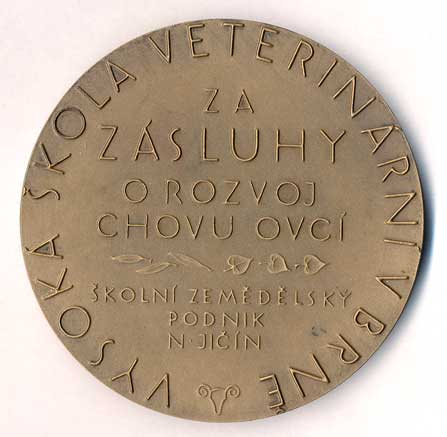 VYSOKÁ ŠKOLA VETERINÁRNÍ V BRNĚ
ZA
ZÁSLUHY
O ROZVOJ
CHOVU OVCÍ
ŠKOLNÍ ZEMĚDĚLSKÝ
PODNIK
N·JIČÍN